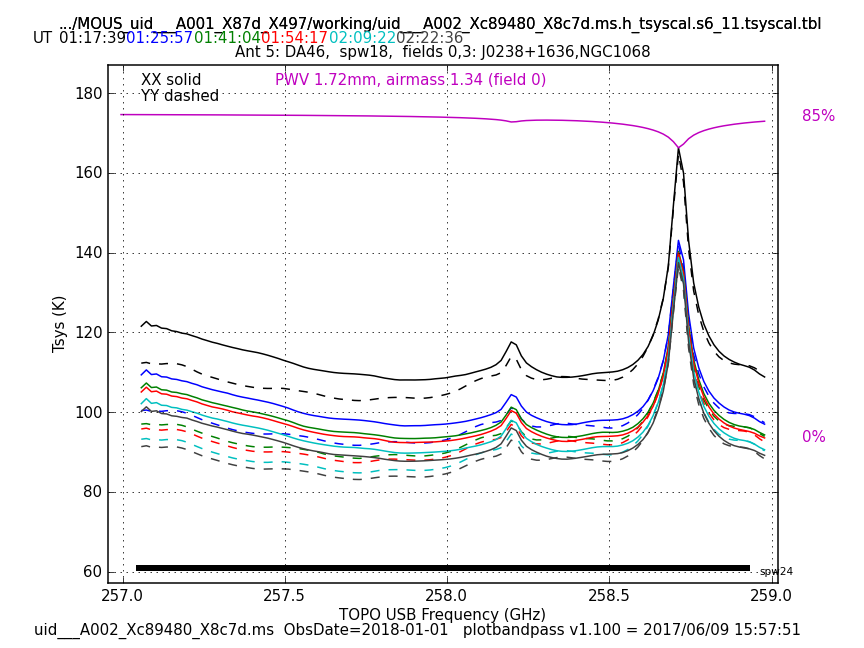 .../MOUS_uid___A001_X87d_X497/working/uid___A002_Xc89480_X8c7d.ms.h_tsyscal.s6_11.tsyscal.tbl
UT 01:17:39 01:25:57 01:41:04 01:54:17 02:09:22 02:22:36
Ant 5: DA46,  spw18,  fields 0,3: J0238+1636,NGC1068
XX solid
PWV 1.72mm, airmass 1.34 (field 0)
YY dashed
180
85%
160
140
120
Tsys (K)
100
0%
80
60
spw24
257.0 257.5 258.0 258.5 259.0
TOPO USB Frequency (GHz)
uid___A002_Xc89480_X8c7d.ms  ObsDate=2018-01-01   plotbandpass v1.100 = 2017/06/09 15:57:51